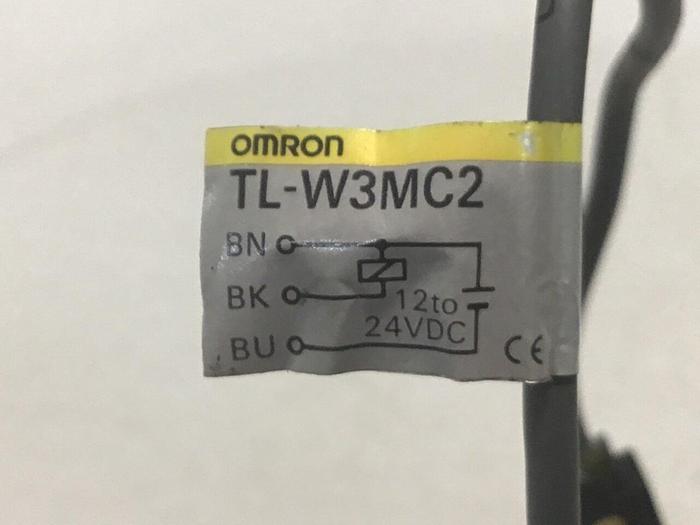 OMRON
TL-W3MC2
BN
BK
12to
24VDC
BU
CE